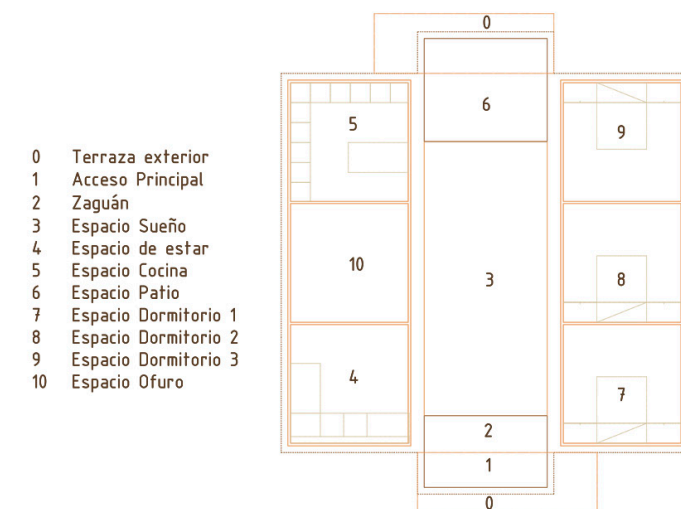 0 Terraza exterior
1 Acceso Principal
2 Zaguán
3 Espacio Sueño
4 Espacio de estar
5 Espacio Cocina
6 Espacio Patio
7 Espacio Dormitorio 1
8 Espacio Dormitorio 2
9 Espacio Dormitorio 3
10 Espacio Ofuro
0
6
5
9
10
3
8
4
7
2
1
0